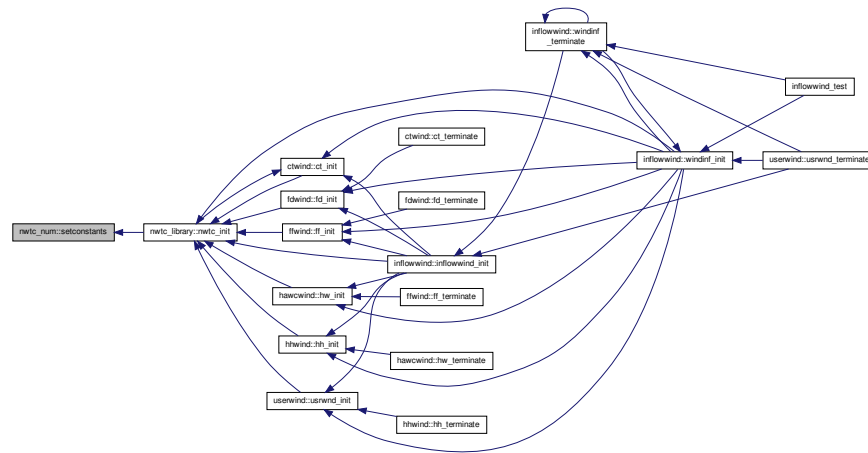 inflowwind::windinf
_terminate
inflowwind_test
ctwind::ct_terminate
inflowwind::windinf_init
userwind::usrwnd_terminate
ctwind::ct_init
fdwind::fd_init
fdwind::fd_terminate
nwtc_num::setconstants
nwtc_library::nwtc_init
ffwind::ff_init
inflowwind::inflowwind_init
hawcwind::hw_init
ffwind::ff_terminate
hhwind::hh_init
hawcwind::hw_terminate
userwind::usrwnd_init
hhwind::hh_terminate